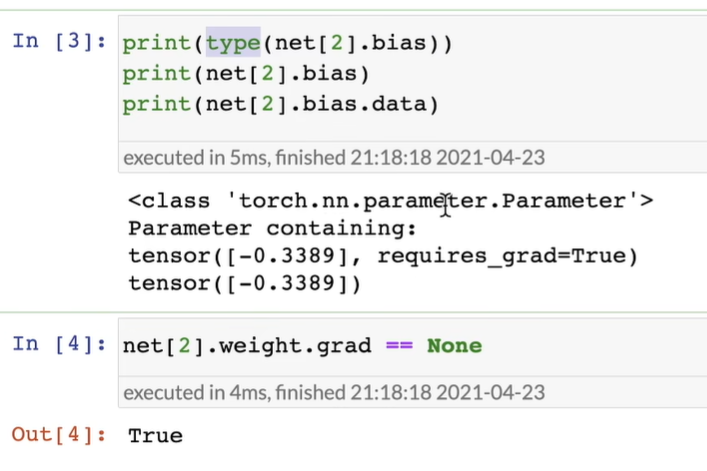 In [3]: print(type(net[2].bias))
print(net[2].bias)
print(net[2].bias.data)
executed in 5ms, finished 21:18:18 2021-04-23
<class 'torch.nn.parameter.Parameter'>
Parameter containing:
tensor([-0.3389], requires_grad=True)
tensor([-0.3389])
In [4]: net[2].weight.grad == None
executed in 4ms, finished 21:18:18 2021-04-23
Out[4]: True